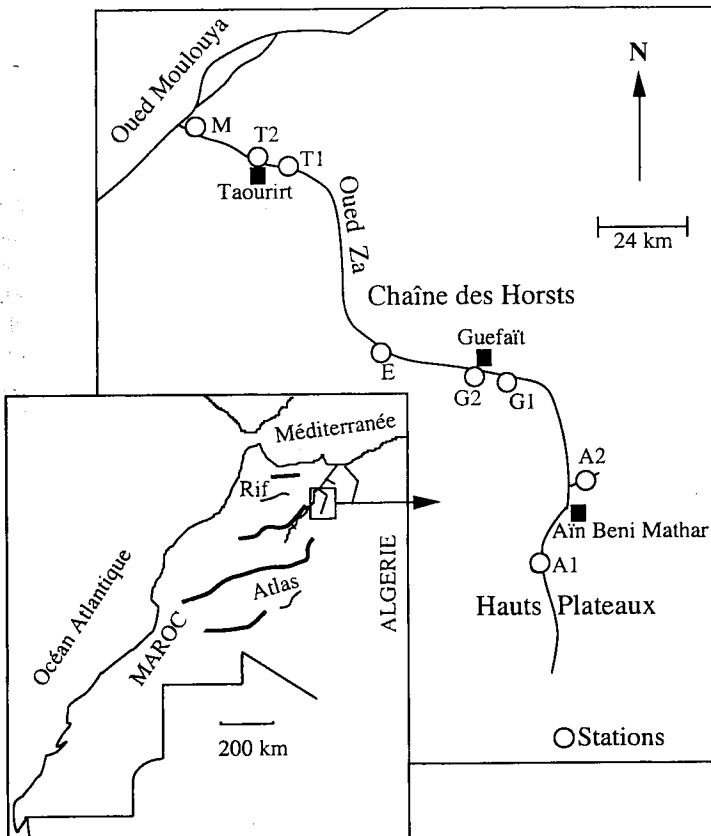 Oued Moulouya
N
M
T2
T1
Taourirt
Oued Za
24 km
Chaîne des Horsts
Guefaït
E
G2
G1
A2
Aïn Beni Mathar
A1
Hauts Plateaux
Stations
Méditerranée
Rif
Océan Atlantique
MAROC
Atlas
ALGERIE
200 km